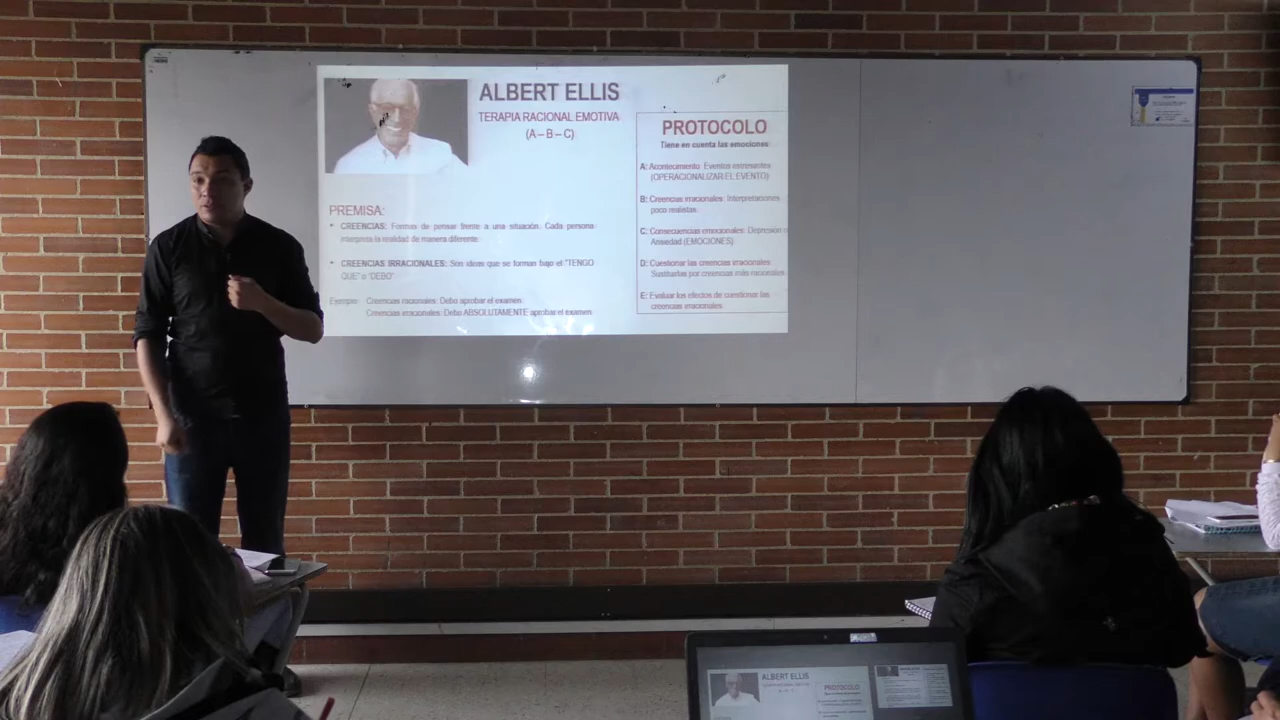 ALBERT ELLIS
TERAPIA RACIONAL EMOTIVA
(A – B – C)
PREMISA:
• CREENCIAS: Formas de pensar frente a una situación. Cada persona
interpreta la realidad de manera diferente.
• CREENCIAS IRRACIONALES: Son ideas que se forman bajo el "TENGO
QUE" o "DEBO"
Ejemplo: Creencias racionales: Debo aprobar el examen.
Creencias irracionales: Debo ABSOLUTAMENTE aprobar el examen.
PROTOCOLO
Tiene en cuenta las emociones
A: Acontecimiento: Eventos estresantes
(OPERACIONALIZAR EL EVENTO)
B: Creencias irracionales: Interpretaciones
poco realistas.
C: Consecuencias emocionales: Depresión o
Ansiedad (EMOCIONES).
D: Cuestionar las creencias irracionales
Sustituirlas por creencias más racionales
E: Evaluar los efectos de cuestionar las
creencias irracionales.
ALBERT ELLIS
PROTOCOLO